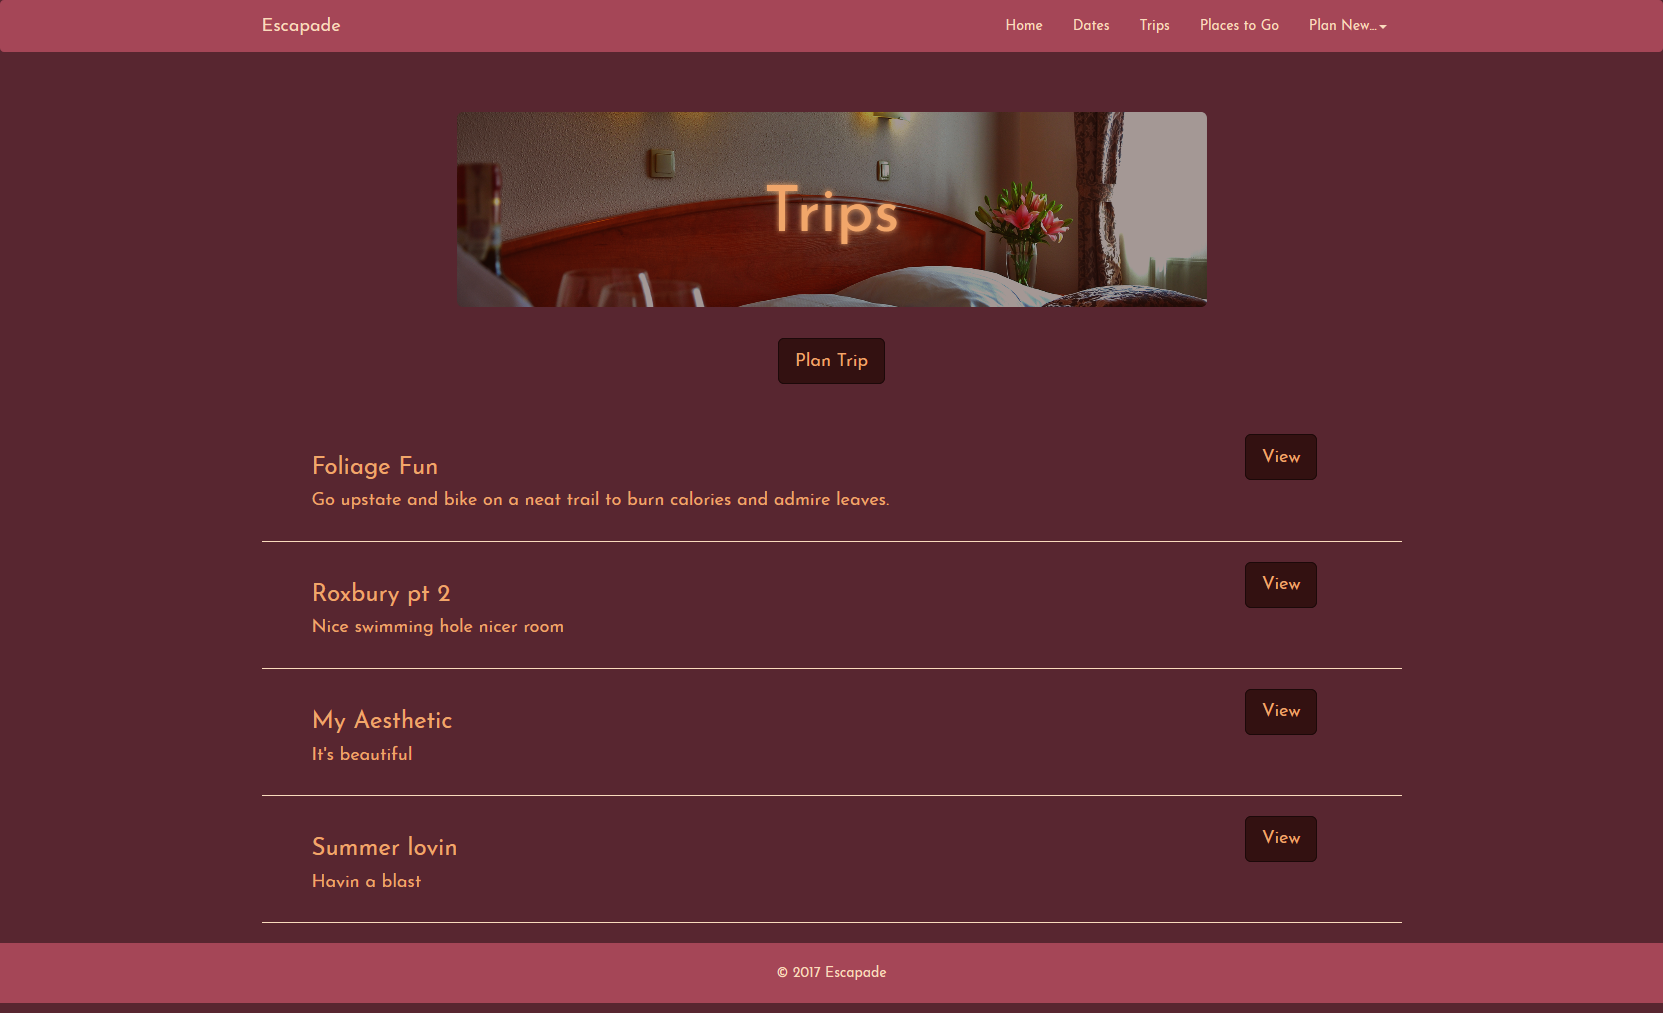 Escapade
Home Dates Trips Places to Go Plan New...
Trips
Plan Trip
Foliage Fun
View
Go upstate and bike on a neat trail to burn calories and admire leaves.
Roxbury pt 2
View
Nice swimming hole nicer room
My Aesthetic
View
It's beautiful
Summer lovin
View
Havin a blast
© 2017 Escapade